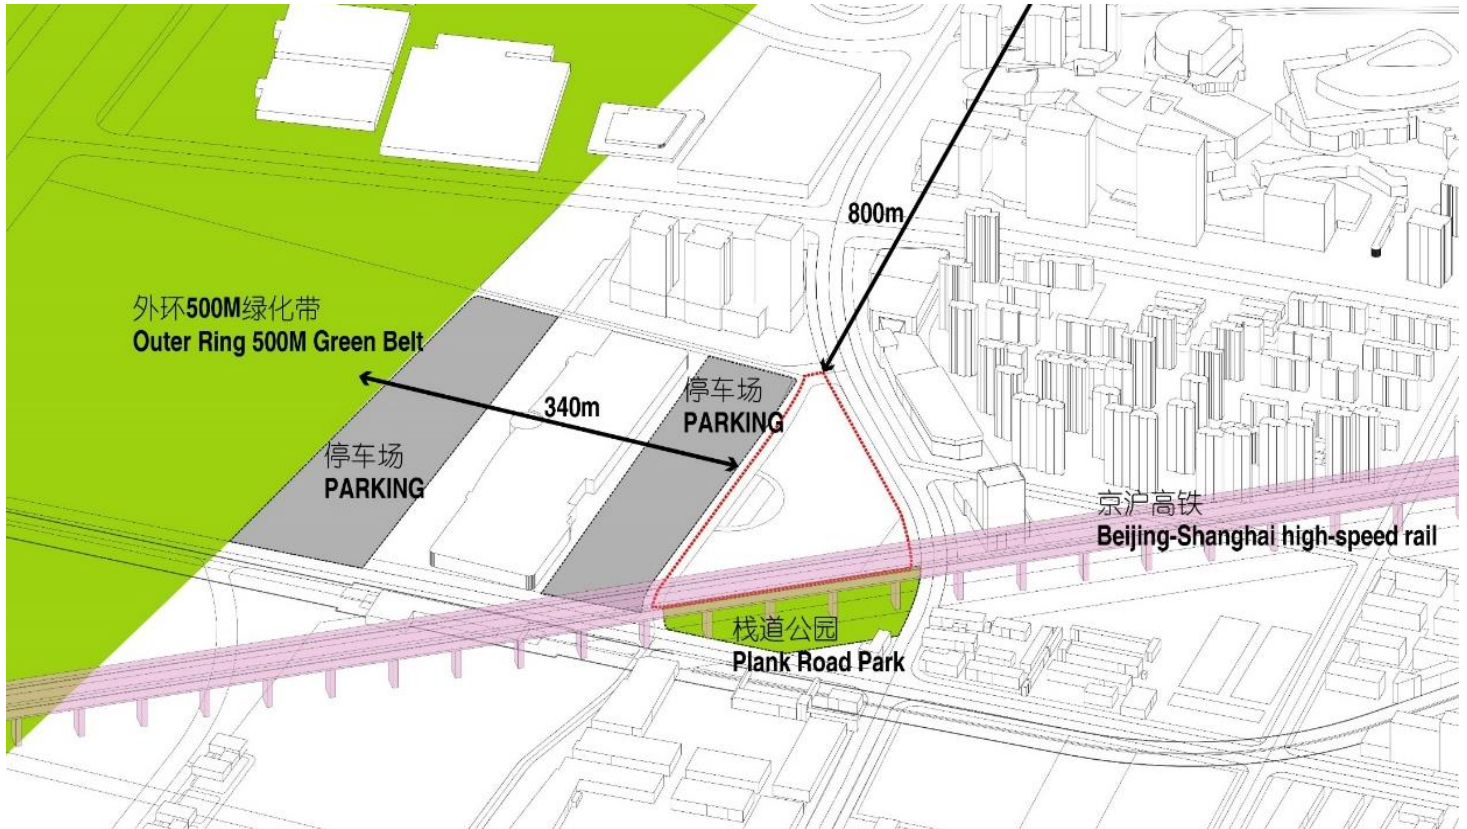 800m
外环500M绿化带
Outer Ring 500M Green Belt
340m
停车场
PARKING
停车场
PARKING
京沪高铁
Beijing-Shanghai high-speed rail
栈道公园
Plank Road Park